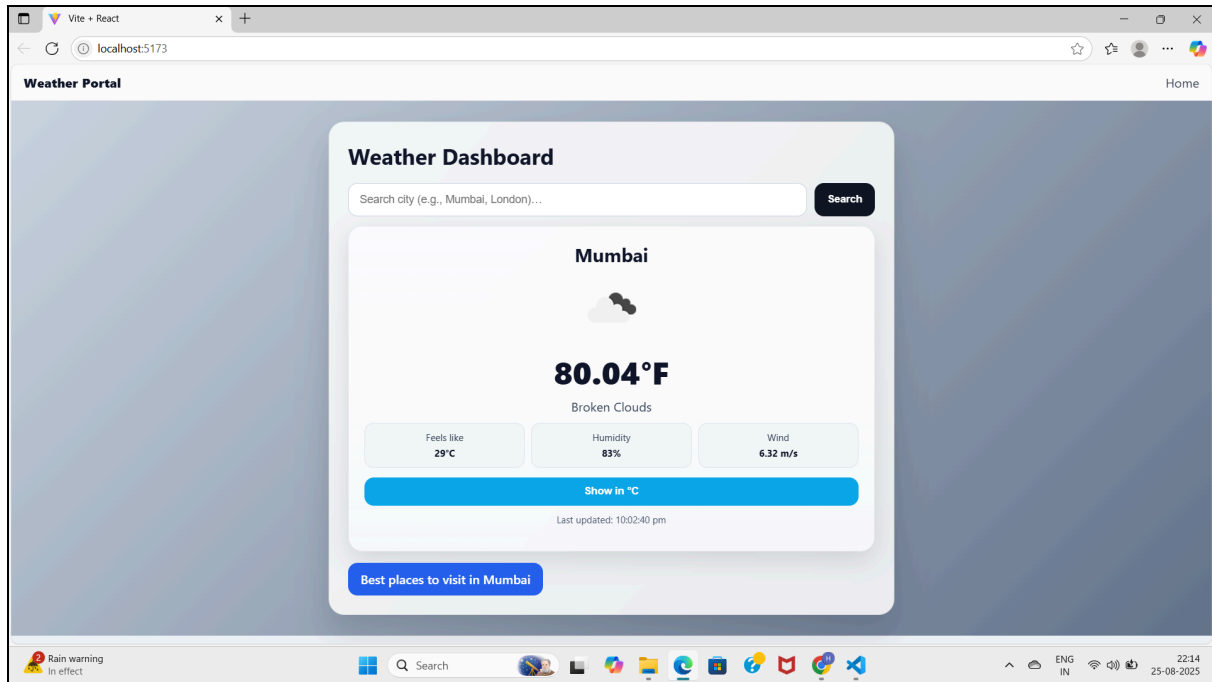 Vite + React
localhost:5173
Weather Portal
Home
Weather Dashboard
Search city (e.g., Mumbai, London)...
Search
Mumbai
80.04°F
Broken Clouds
Feels like
29°C
Humidity
83%
Wind
6.32 m/s
Show in °C
Last updated: 10:02:40 pm
Best places to visit in Mumbai
2
Rain warning
In effect
Search
ENG
IN
22:14
25-08-2025